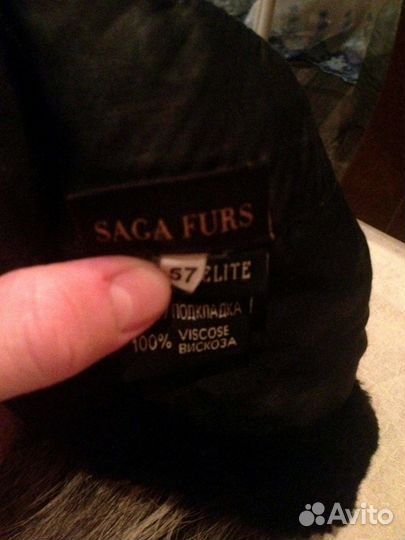 SAGA FURS
57 ELITE
ПОДКЛАДКА
100% VISCOSE
ВИСКОЗА
Avito